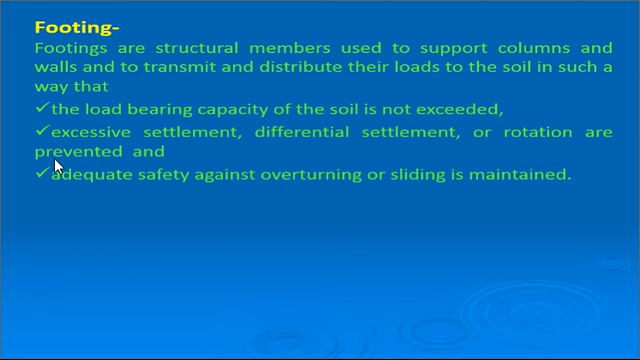 Footing-
Footings are structural members used to support columns and
walls and to transmit and distribute their loads to the soil in such a
way that
✓the load bearing capacity of the soil is not exceeded,
✓excessive settlement, differential settlement, or rotation are
prevented and
✓adequate safety against overturning or sliding is maintained.